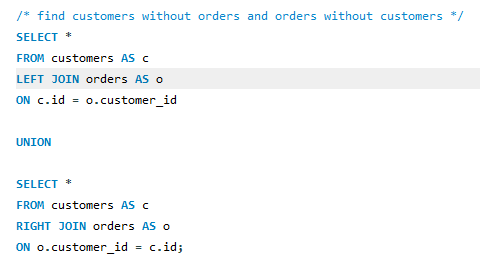 /* find customers without orders and orders without customers */
SELECT *
FROM customers AS c
LEFT JOIN orders AS o
ON c.id = o.customer_id
UNION
SELECT *
FROM customers AS c
RIGHT JOIN orders AS o
ON o.customer_id = c.id;